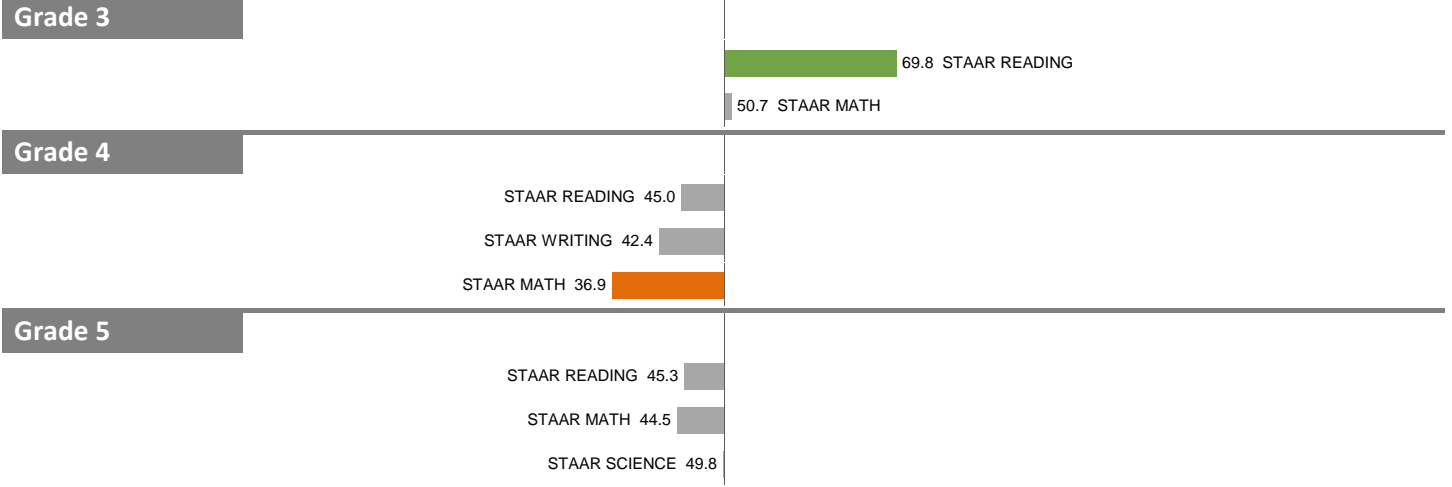 Grade 3
69.8 STAAR READING
50.7 STAAR MATH
Grade 4
STAAR READING 45.0
STAAR WRITING 42.4
STAAR MATH 36.9
Grade 5
STAAR READING 45.3
STAAR MATH 44.5
STAAR SCIENCE 49.8